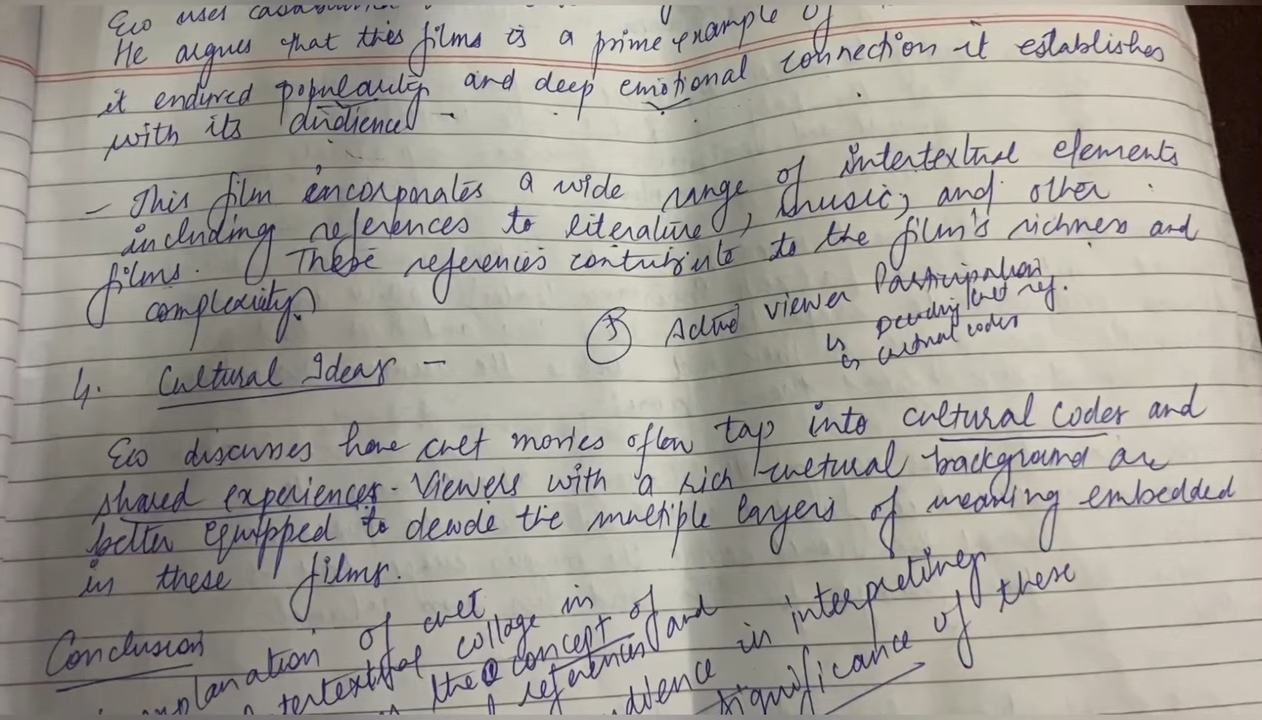 Eco uses
He argues that this films is a prime example of
it endured popularity and deep emotional connection it establishes
with its audience -
- This film incorporates a wide range of intertextual elements
including references to literature, music, and other
films. These references contribute to the film's richness and
complexity.
5 Active viewer Participation
↳ Decoding ref.
↳ cultural codes
4. Cultural Ideas -
Eco discusses how cult movies often tap into cultural codes and
shared experiences. Viewers with a rich cultural background are
better equipped to decode the multiple layers of meaning embedded
in these films.
Conclusion
of cult
collage in
the concept of
references and
in interpreting
significance of these